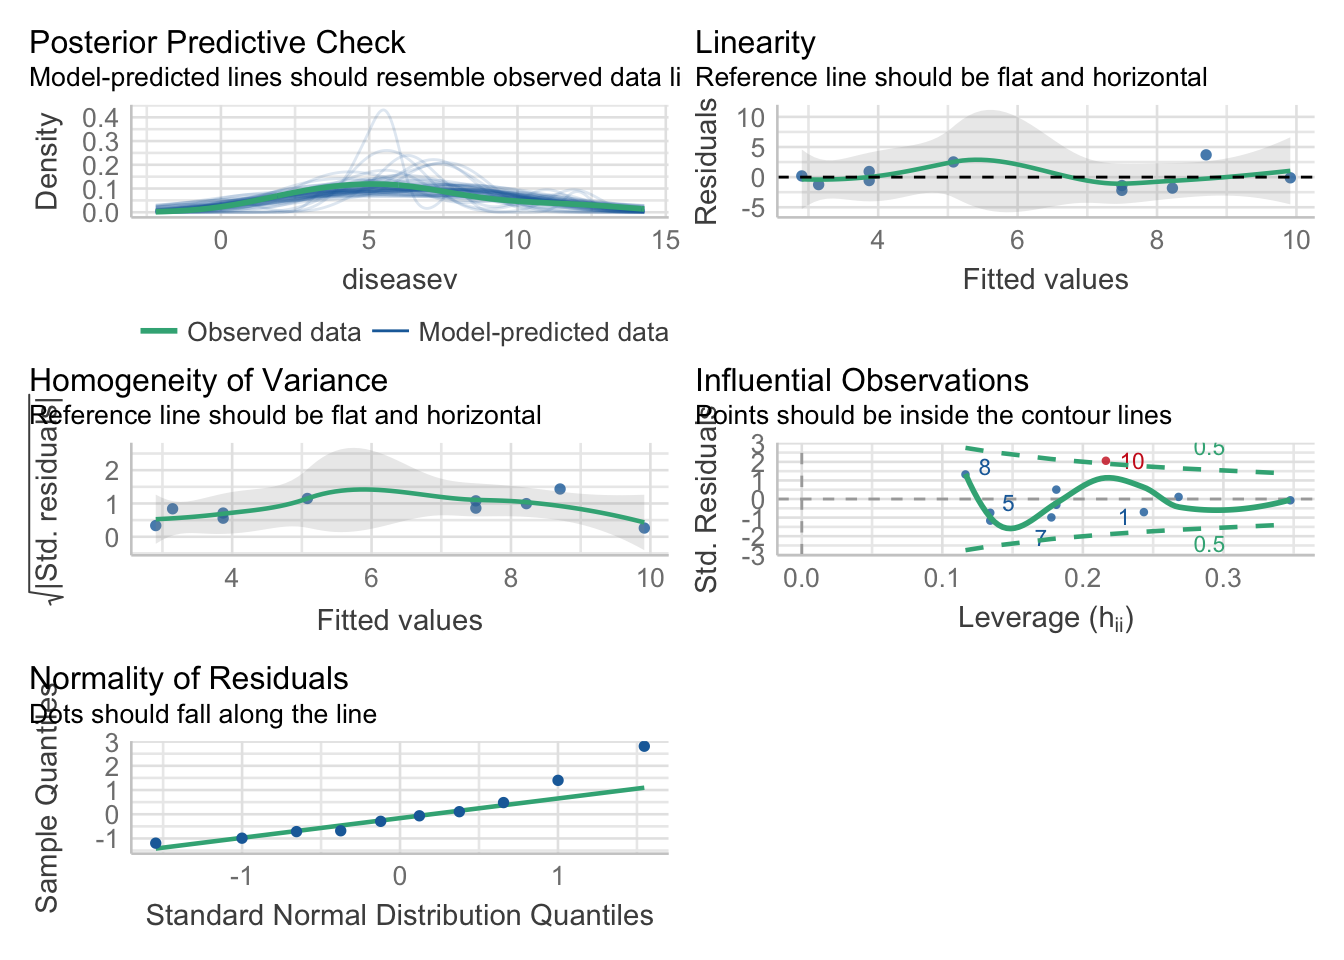 Posterior Predictive Check
Model-predicted lines should resemble observed data li
Density
0.4
0.3
0.2
0.1
0.0
0 5 10 15
diseasev
Observed data Model-predicted data
Linearity
Reference line should be flat and horizontal
Residuals
10
5
0
-5
4 6 8 10
Fitted values
Homogeneity of Variance
Reference line should be flat and horizontal
√|Std. residuals|
2
1
0
4 6 8 10
Fitted values
Influential Observations
Points should be inside the contour lines
Std. Residuals
3
2
1
0
-1
-2
-3
0.5
8
10
5
1
7
0.5
0.0 0.1 0.2 0.3
Leverage (hii)
Normality of Residuals
Dots should fall along the line
Sample Quantiles
3
2
1
0
-1
-1 0 1
Standard Normal Distribution Quantiles